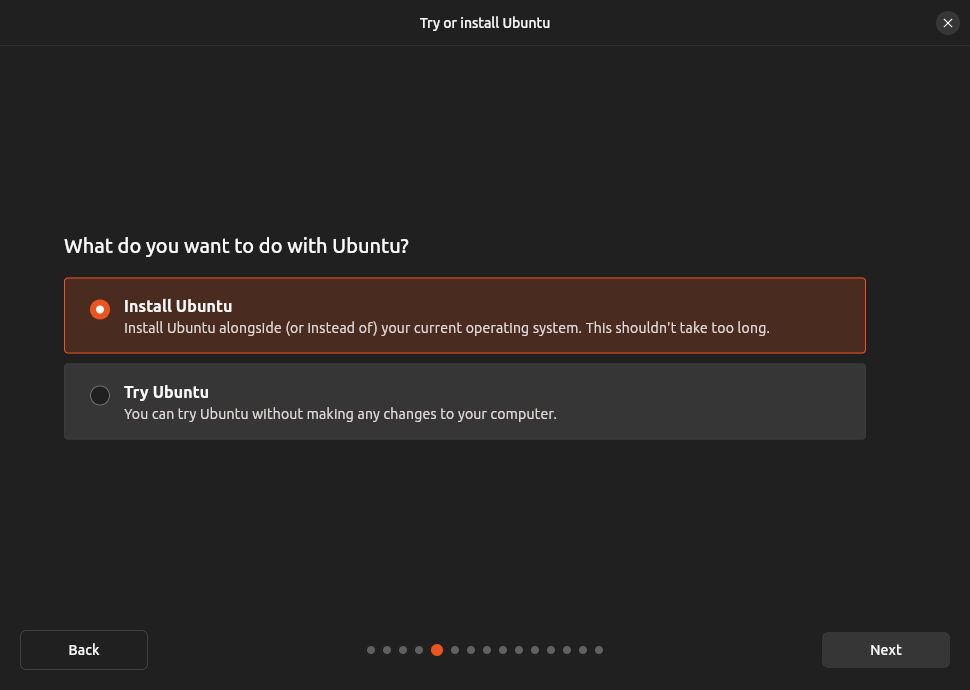 Try or install Ubuntu
What do you want to do with Ubuntu?
Install Ubuntu
Install Ubuntu alongside (or instead of) your current operating system. This shouldn't take too long.
Try Ubuntu
You can try Ubuntu without making any changes to your computer.
Back
Next